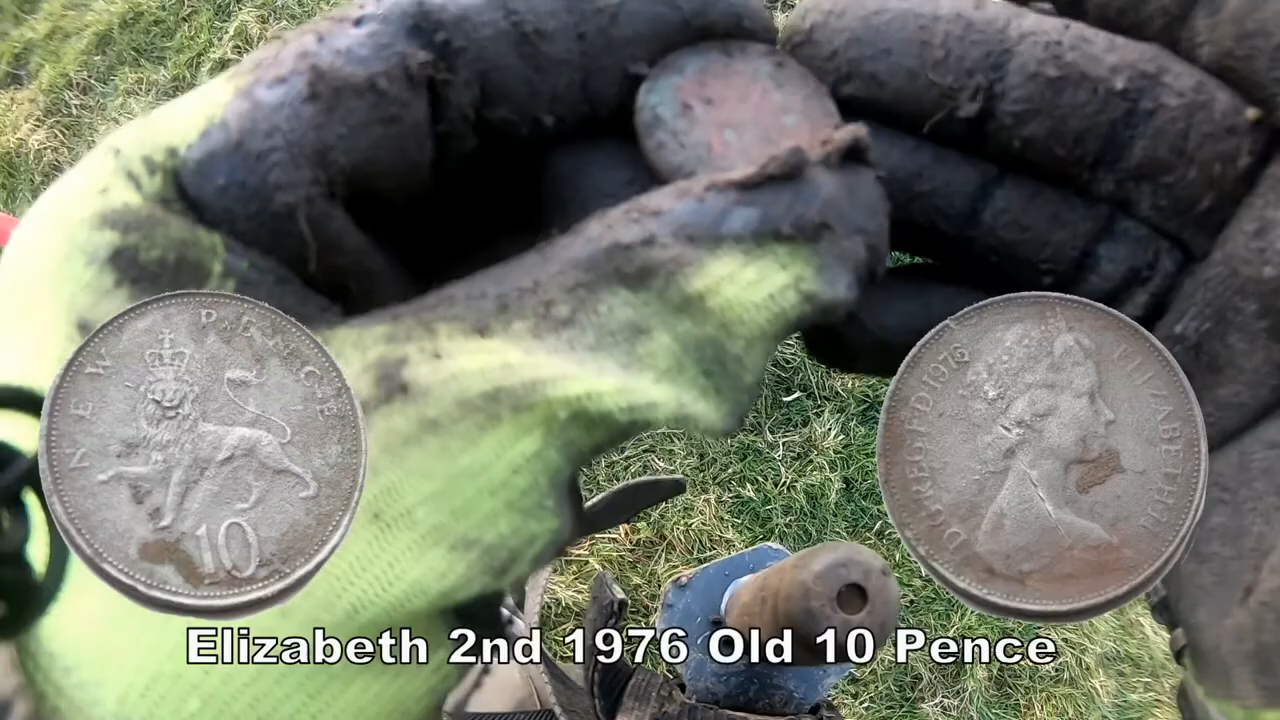 NEW PENCE
10
D·G·REG·F·D·1976
ELIZABETH II
Elizabeth 2nd 1976 Old 10 Pence